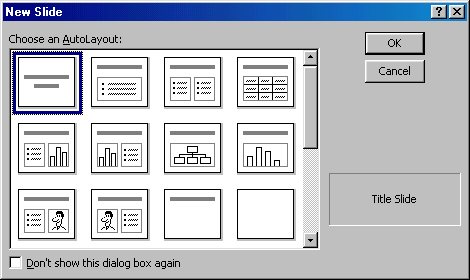 New Slide
Choose an AutoLayout:
OK
Cancel
Title Slide
Don't show this dialog box again